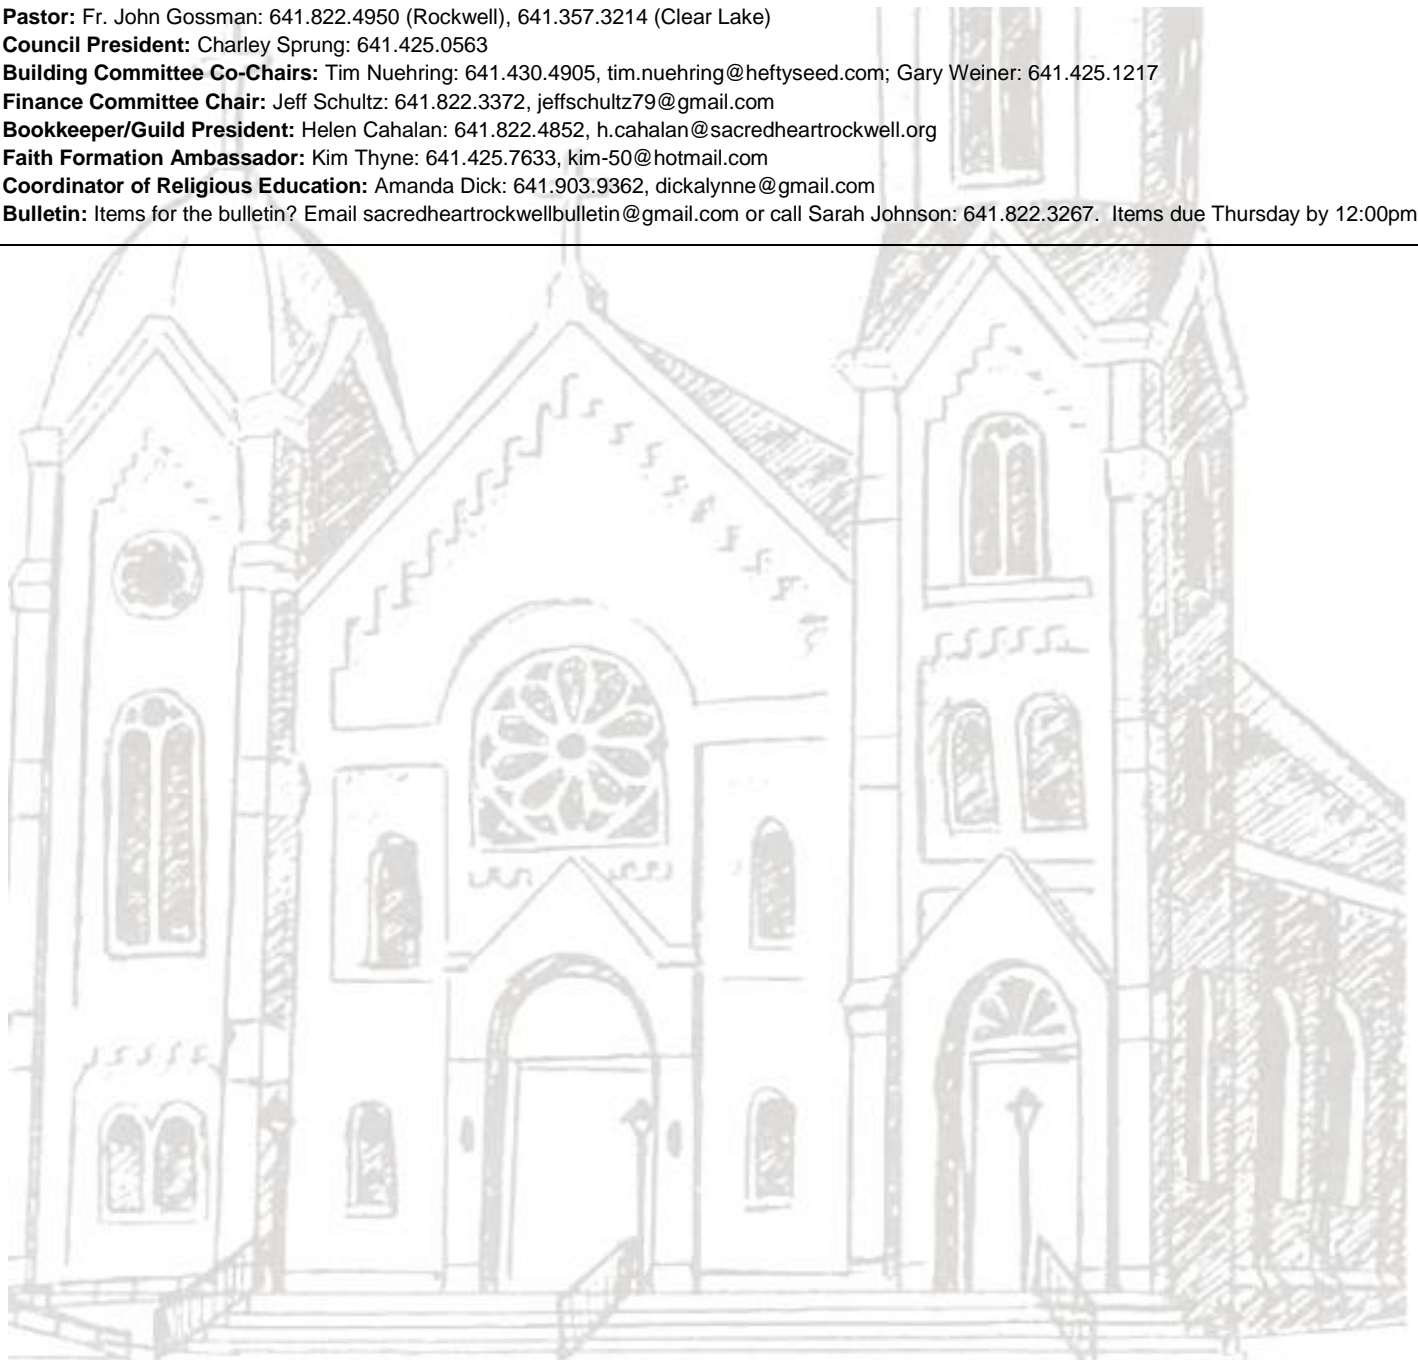 Pastor: Fr. John Gossman: 641.822.4950 (Rockwell), 641.357.3214 (Clear Lake)
Council President: Charley Sprung: 641.425.0563
Building Committee Co-Chairs: Tim Nuehring: 641.430.4905, tim.nuehring@heftyseed.com; Gary Weiner: 641.425.1217
Finance Committee Chair: Jeff Schultz: 641.822.3372, jeffschultz79@gmail.com
Bookkeeper/Guild President: Helen Cahalan: 641.822.4852, h.cahalan@sacredheartrockwell.org
Faith Formation Ambassador: Kim Thyne: 641.425.7633, kim-50@hotmail.com
Coordinator of Religious Education: Amanda Dick: 641.903.9362, dickalynne@gmail.com
Bulletin: Items for the bulletin? Email sacredheartrockwellbulletin@gmail.com or call Sarah Johnson: 641.822.3267.  Items due Thursday by 12:00pm